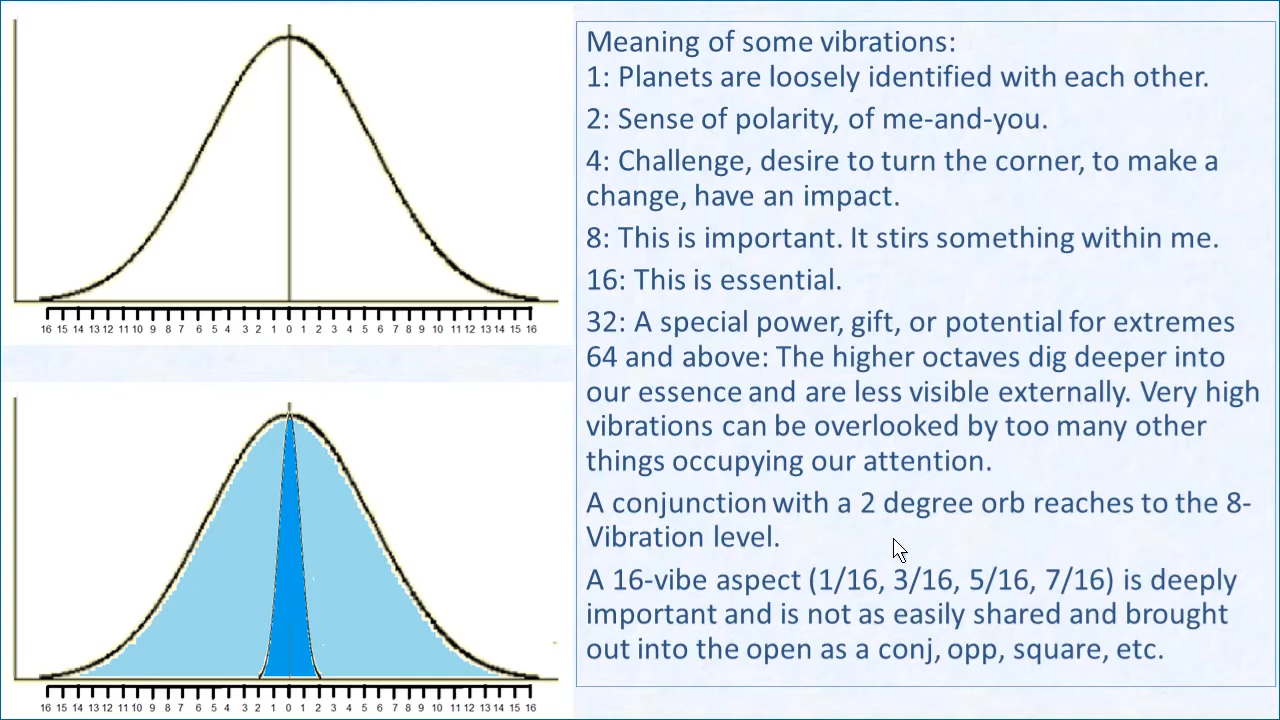 Meaning of some vibrations:
1: Planets are loosely identified with each other.
2: Sense of polarity, of me-and-you.
4: Challenge, desire to turn the corner, to make a
change, have an impact.
8: This is important. It stirs something within me.
16: This is essential.
32: A special power, gift, or potential for extremes
64 and above: The higher octaves dig deeper into
our essence and are less visible externally. Very high
vibrations can be overlooked by too many other
things occupying our attention.
A conjunction with a 2 degree orb reaches to the 8-
Vibration level.
A 16-vibe aspect (1/16, 3/16, 5/16, 7/16) is deeply
important and is not as easily shared and brought
out into the open as a conj, opp, square, etc.
16 15 14 13 12 11 10 9 8 7 6 5 4 3 2 1 0 1 2 3 4 5 6 7 8 9 10 11 12 13 14 15 16
16 15 14 13 12 11 10 9 8 7 6 5 4 3 2 1 0 1 2 3 4 5 6 7 8 9 10 11 12 13 14 15 16